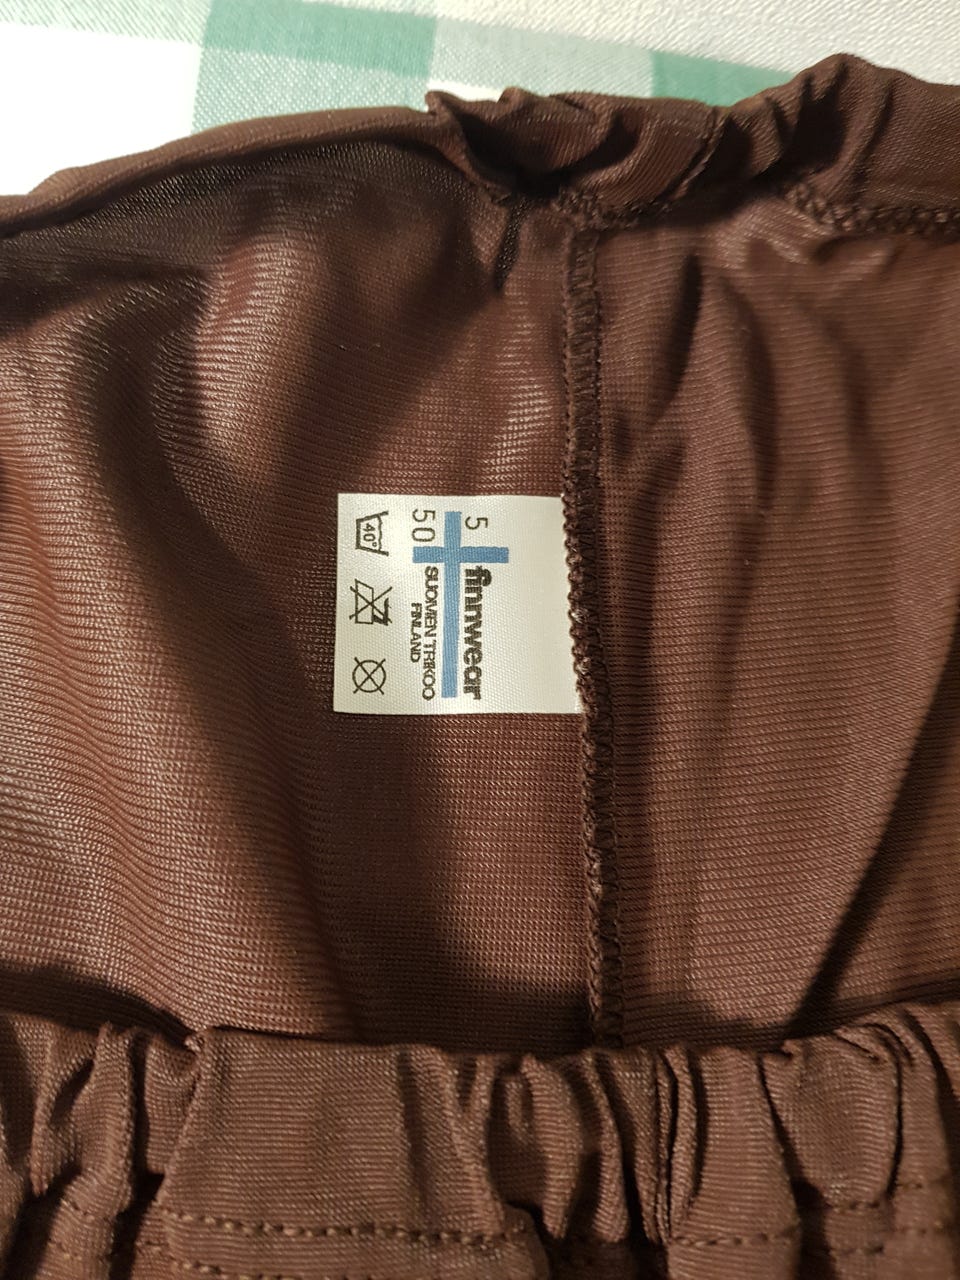 5
50
finnwear
SUOMEN TRIKOO
FINLAND
40°